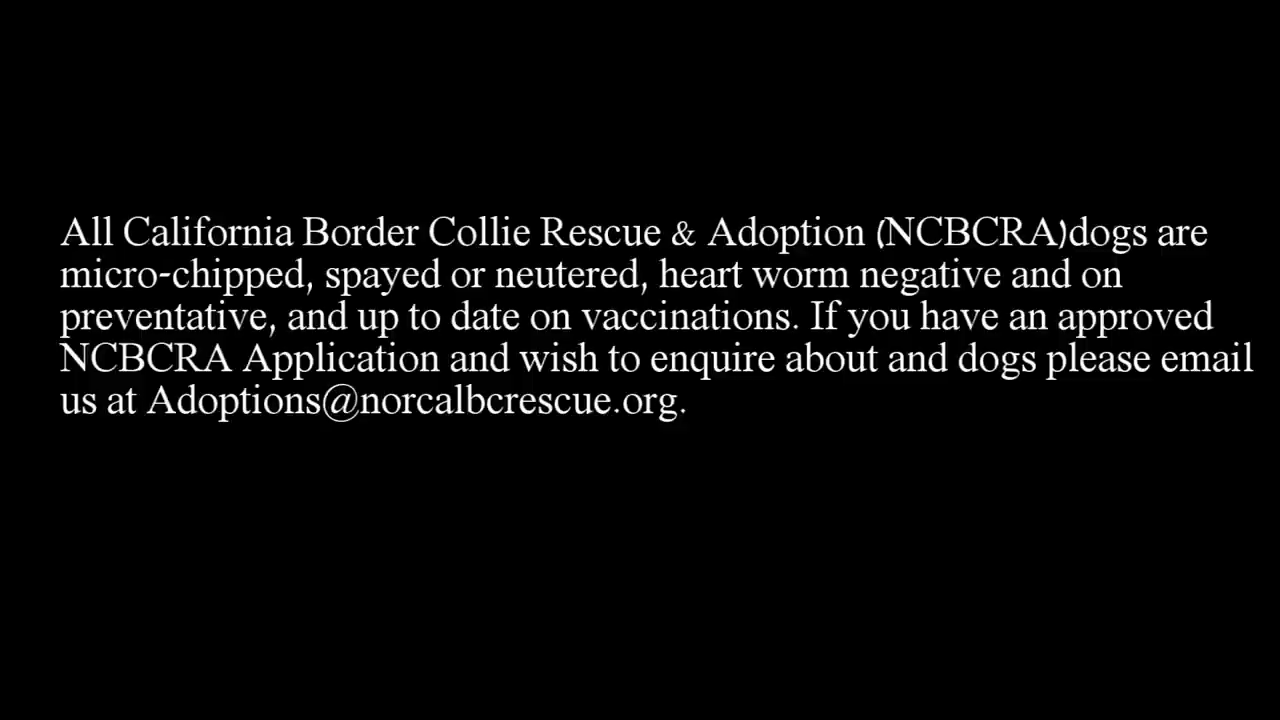 All California Border Collie Rescue & Adoption (NCBCRA)dogs are
micro-chipped, spayed or neutered, heart worm negative and on
preventative, and up to date on vaccinations. If you have an approved
NCBCRA Application and wish to enquire about and dogs please email
us at Adoptions@norcalbcrescue.org.